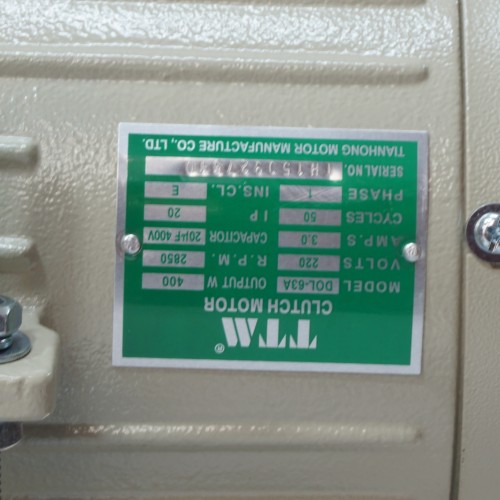 TTM®
CLUTCH MOTOR
MODEL DOL-63A OUTPUT W 400
VOLTS 220 R.P.M. 2850
AMP.S 3.0 CAPACITOR 20μF 400V
CYCLES 50 I P 20
PHASE 1 INS.CL. E
SERIAL NO.
TIANHONG MOTOR MANUFACTURE CO., LTD.